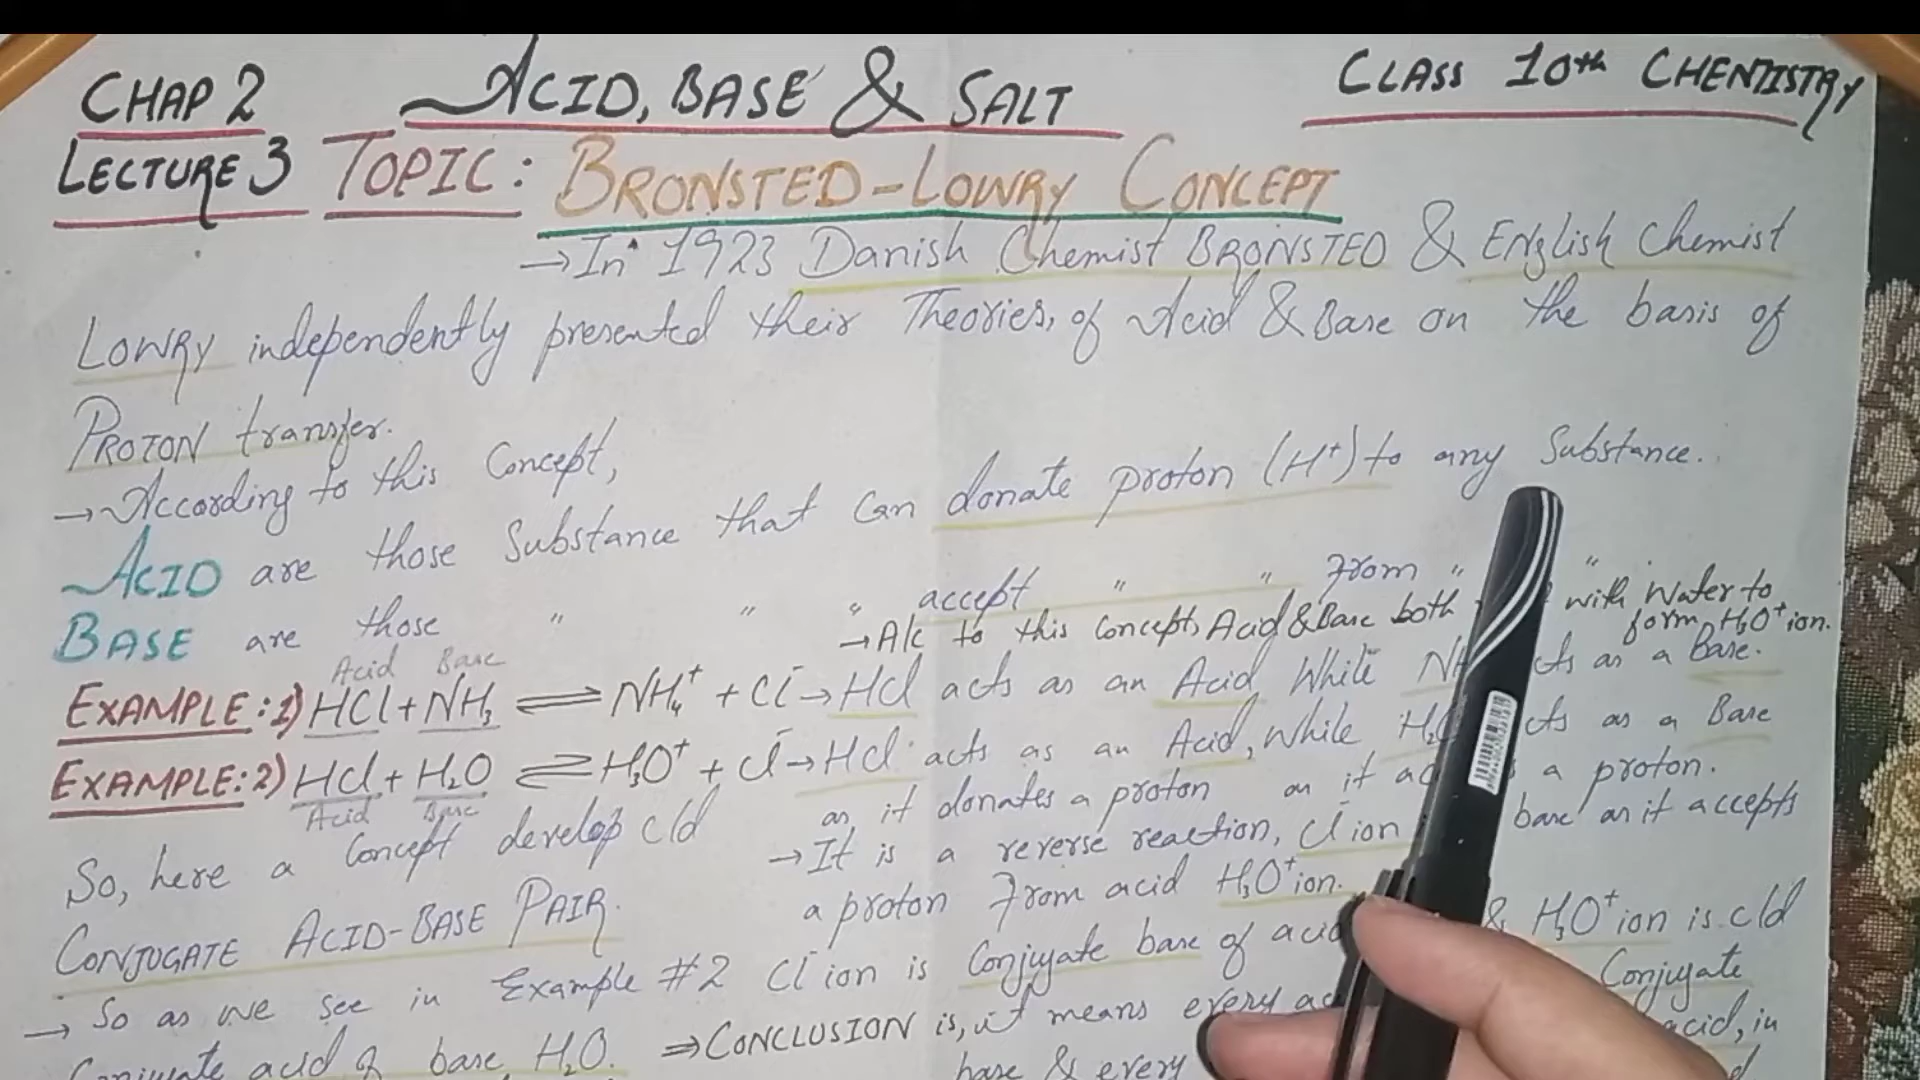 CHAP 2 ACID, BASE & SALT CLASS 10th CHEMISTRY
LECTURE 3 TOPIC: BRONSTED-LOWRY CONCEPT
→ In 1923 Danish Chemist BRONSTED & English Chemist
LOWRY independently presented their Theories, of Acid & Base on the basis of
PROTON transfer.
→ According to this Concept,
ACID are those Substance that can donate proton (H⁺) to any Substance.
BASE are those " " " accept " " From " "
→ A/c to this concept, Acid & Base both with Water to
form H₃O⁺ ion.
Acid Base
EXAMPLE: 1) HCl + NH₃ ⇌ NH₄⁺ + Cl⁻ → HCl acts as an Acid While acts as a Base.
EXAMPLE: 2) HCl + H₂O ⇌ H₃O⁺ + Cl⁻ → HCl acts as an Acid, While acts as a Base
Acid Base
as it donates a proton as it a proton.
So, here a Concept develop c/d
→ It is a reverse reaction, Cl⁻ ion base as it accepts
a proton From acid H₃O⁺ ion.
CONJUGATE ACID-BASE PAIR.
→ So as we see in Example #2 Cl⁻ ion is Conjugate base of acid & H₃O⁺ ion is c/d
Conjugate
Conjugate acid of base H₂O. ⇒ CONCLUSION is, it means every acid, in
base & every